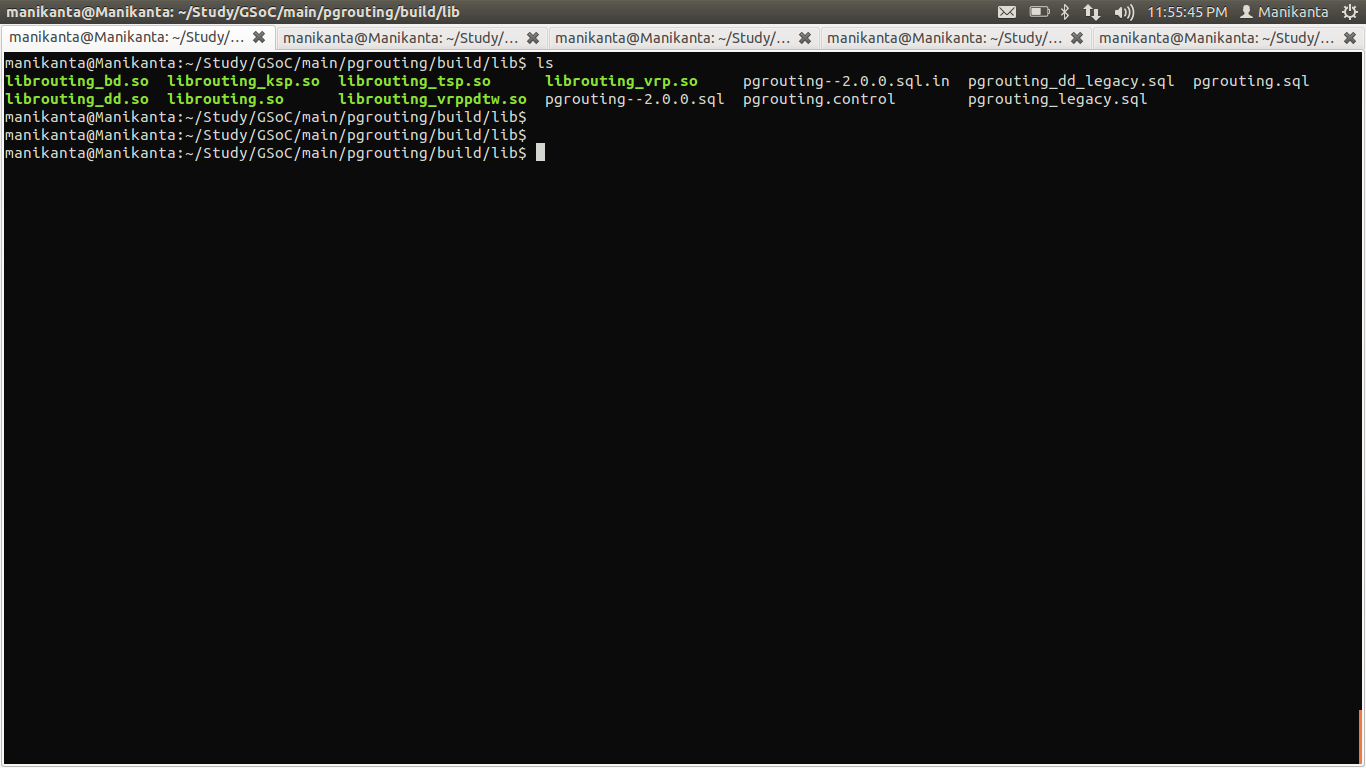 manikanta@Manikanta: ~/Study/GSoC/main/pgrouting/build/lib 11:55:45 PM Manikanta
manikanta@Manikanta: ~/Study/... manikanta@Manikanta: ~/Study/... manikanta@Manikanta: ~/Study/... manikanta@Manikanta: ~/Study/... manikanta@Manikanta: ~/Study/...
manikanta@Manikanta:~/Study/GSoC/main/pgrouting/build/lib$ ls
librouting_bd.so librouting_ksp.so librouting_tsp.so librouting_vrp.so pgrouting--2.0.0.sql.in pgrouting_dd_legacy.sql pgrouting.sql
librouting_dd.so librouting.so librouting_vrppdtw.so pgrouting--2.0.0.sql pgrouting.control pgrouting_legacy.sql
manikanta@Manikanta:~/Study/GSoC/main/pgrouting/build/lib$
manikanta@Manikanta:~/Study/GSoC/main/pgrouting/build/lib$
manikanta@Manikanta:~/Study/GSoC/main/pgrouting/build/lib$